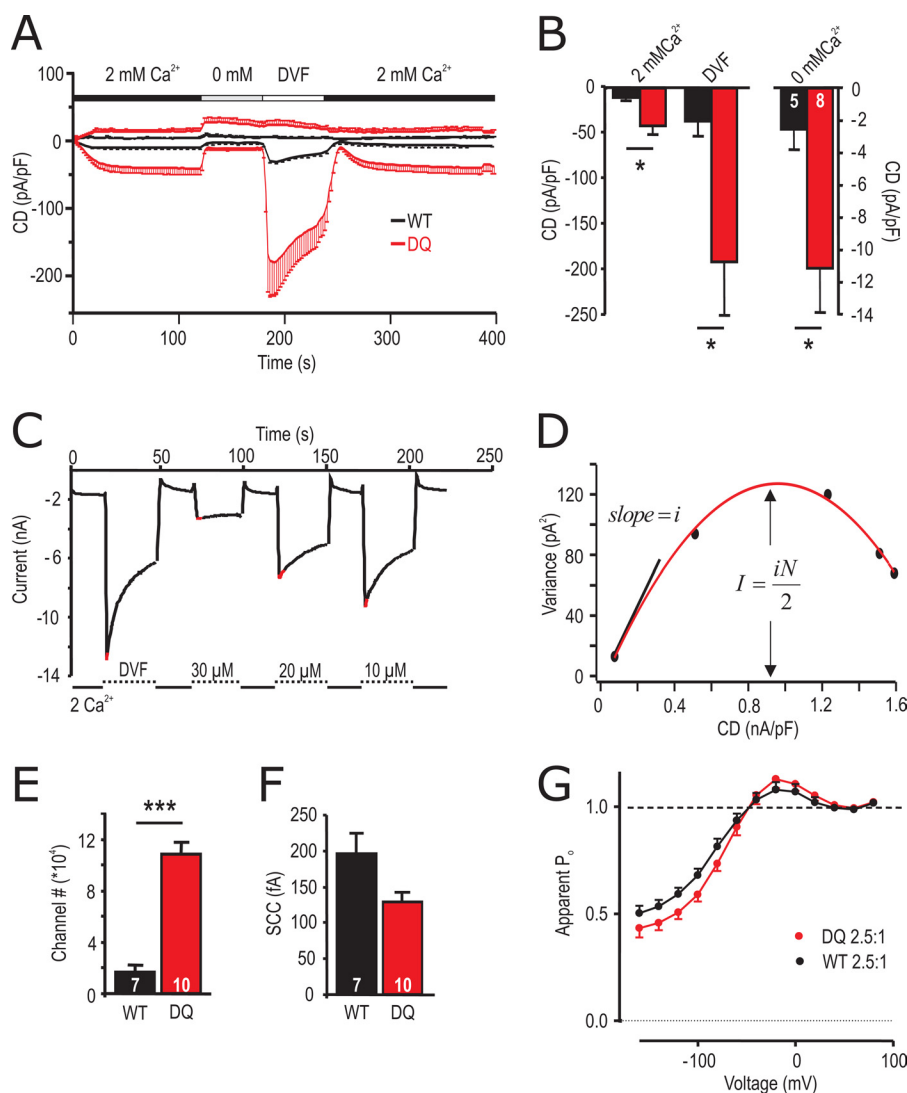 A
100
0
-100
-200
CD (pA/pF)
2 mM Ca²⁺ 0 mM DVF 2 mM Ca²⁺
WT
DQ
0 100 200 300 400
Time (s)
B
2 mM Ca²⁺ DVF 0 mMCa²⁺
0
-50
-100
-150
-200
-250
CD (pA/pF)
5 8
* * *
0
-2
-4
-6
-8
-10
-12
-14
CD (pA/pF)
C
Time (s)
0 50 100 150 200 250
-2
-6
-10
-14
Current (nA)
DVF 30 µM 20 µM 10 µM
2 Ca²⁺
D
120
80
40
0
Variance (pA²)
slope = i
I = iN/2
0 0.4 0.8 1.2 1.6
CD (nA/pF)
E
***
12
8
4
0
Channel # (*10⁴)
7 10
WT DQ
F
250
200
150
100
50
0
SCC (fA)
7 10
WT DQ
G
1.0
0.5
0.0
Apparent Pₒ
DQ 2.5:1
WT 2.5:1
-100 0 100
Voltage (mV)